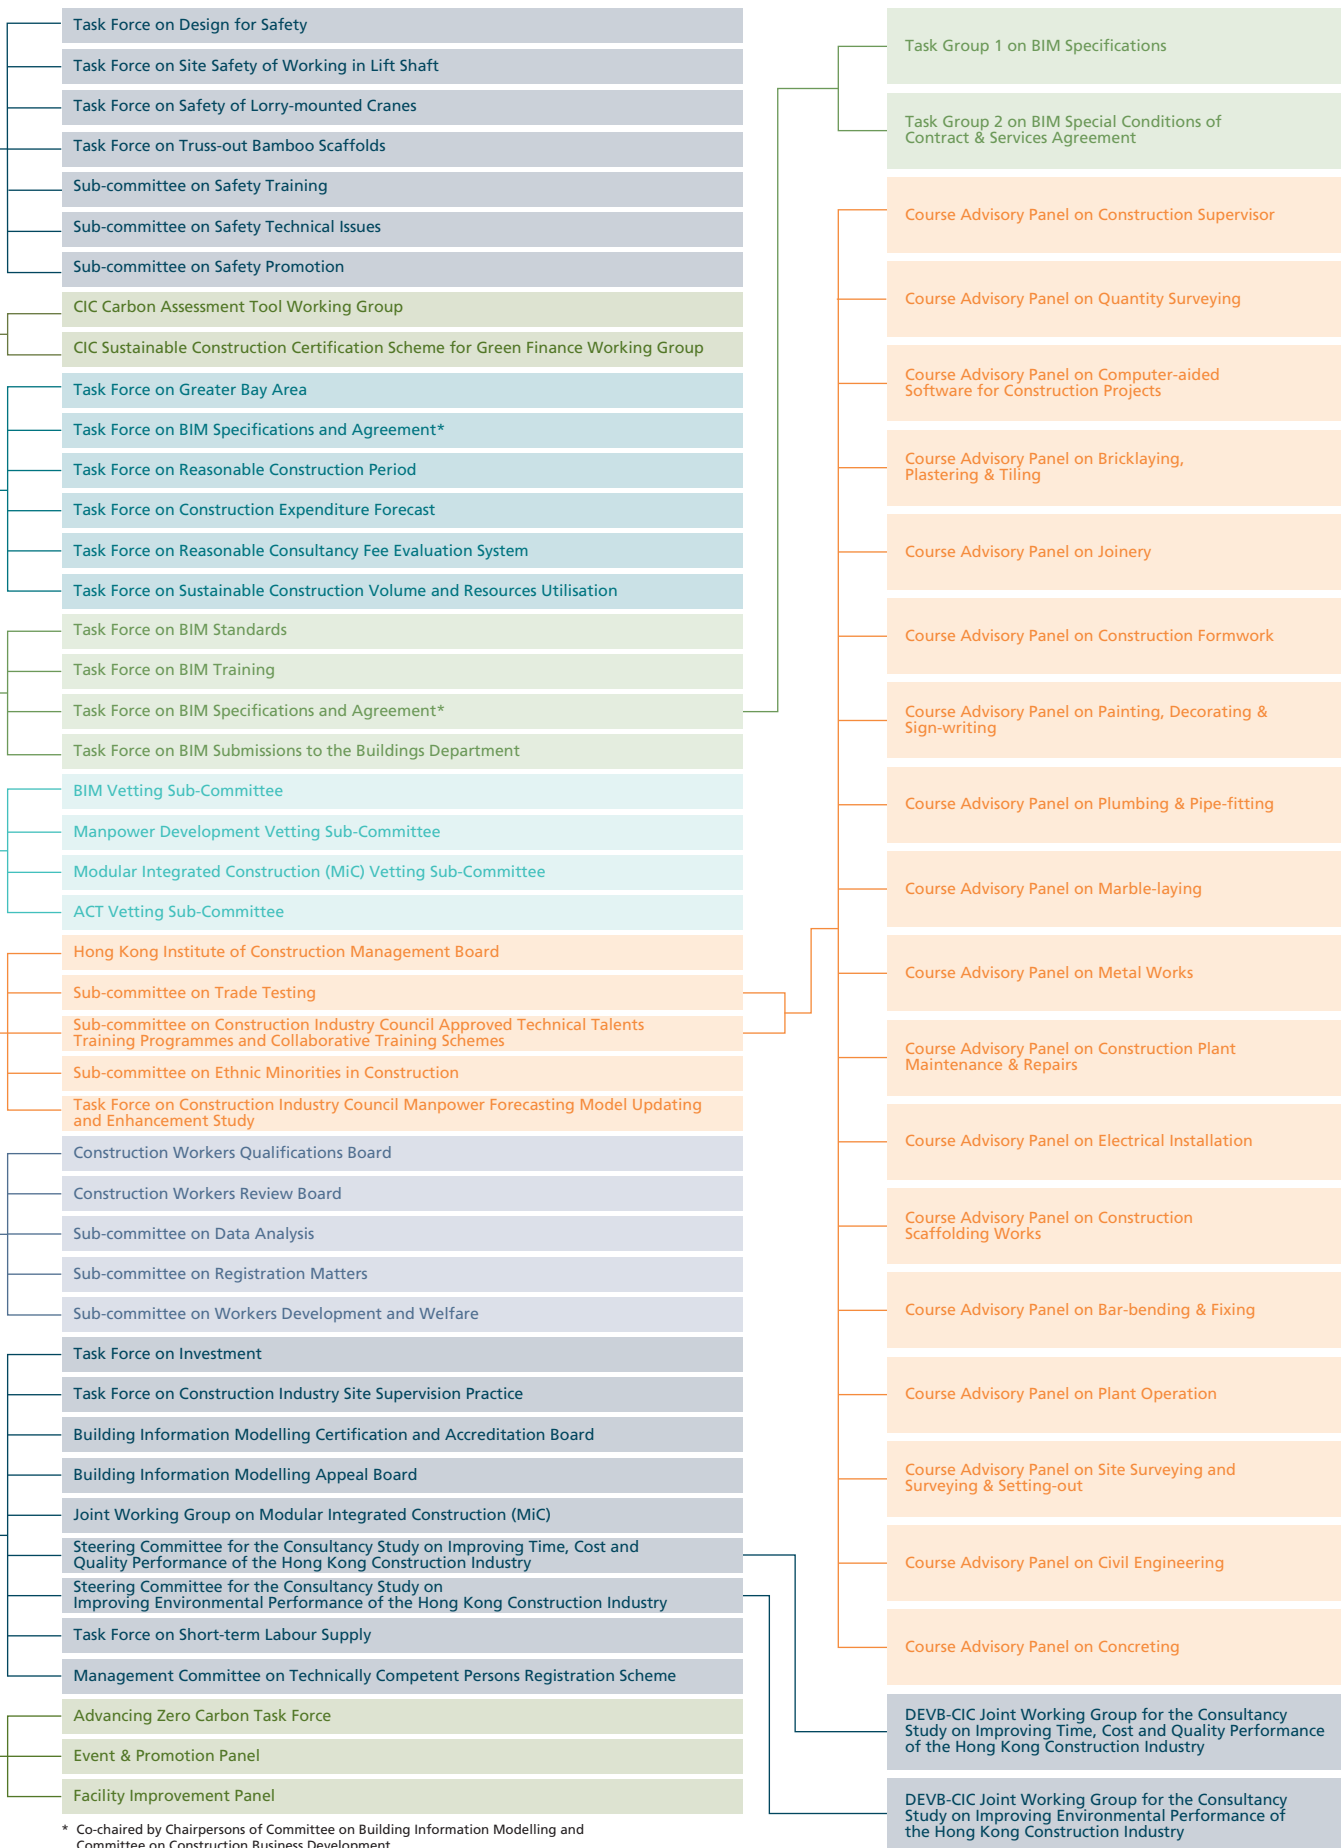 Task Force on Design for Safety
Task Force on Site Safety of Working in Lift Shaft
Task Force on Safety of Lorry-mounted Cranes
Task Force on Truss-out Bamboo Scaffolds
Sub-committee on Safety Training
Sub-committee on Safety Technical Issues
Sub-committee on Safety Promotion
CIC Carbon Assessment Tool Working Group
CIC Sustainable Construction Certification Scheme for Green Finance Working Group
Task Force on Greater Bay Area
Task Force on BIM Specifications and Agreement*
Task Force on Reasonable Construction Period
Task Force on Construction Expenditure Forecast
Task Force on Reasonable Consultancy Fee Evaluation System
Task Force on Sustainable Construction Volume and Resources Utilisation
Task Force on BIM Standards
Task Force on BIM Training
Task Force on BIM Specifications and Agreement*
Task Force on BIM Submissions to the Buildings Department
BIM Vetting Sub-Committee
Manpower Development Vetting Sub-Committee
Modular Integrated Construction (MiC) Vetting Sub-Committee
ACT Vetting Sub-Committee
Hong Kong Institute of Construction Management Board
Sub-committee on Trade Testing
Sub-committee on Construction Industry Council Approved Technical Talents
Training Programmes and Collaborative Training Schemes
Sub-committee on Ethnic Minorities in Construction
Task Force on Construction Industry Council Manpower Forecasting Model Updating
and Enhancement Study
Construction Workers Qualifications Board
Construction Workers Review Board
Sub-committee on Data Analysis
Sub-committee on Registration Matters
Sub-committee on Workers Development and Welfare
Task Force on Investment
Task Force on Construction Industry Site Supervision Practice
Building Information Modelling Certification and Accreditation Board
Building Information Modelling Appeal Board
Joint Working Group on Modular Integrated Construction (MiC)
Steering Committee for the Consultancy Study on Improving Time, Cost and
Quality Performance of the Hong Kong Construction Industry
Steering Committee for the Consultancy Study on
Improving Environmental Performance of the Hong Kong Construction Industry
Task Force on Short-term Labour Supply
Management Committee on Technically Competent Persons Registration Scheme
Advancing Zero Carbon Task Force
Event & Promotion Panel
Facility Improvement Panel
* Co-chaired by Chairpersons of Committee on Building Information Modelling and
Committee on Construction Business Development
Task Group 1 on BIM Specifications
Task Group 2 on BIM Special Conditions of
Contract & Services Agreement
Course Advisory Panel on Construction Supervisor
Course Advisory Panel on Quantity Surveying
Course Advisory Panel on Computer-aided
Software for Construction Projects
Course Advisory Panel on Bricklaying,
Plastering & Tiling
Course Advisory Panel on Joinery
Course Advisory Panel on Construction Formwork
Course Advisory Panel on Painting, Decorating &
Sign-writing
Course Advisory Panel on Plumbing & Pipe-fitting
Course Advisory Panel on Marble-laying
Course Advisory Panel on Metal Works
Course Advisory Panel on Construction Plant
Maintenance & Repairs
Course Advisory Panel on Electrical Installation
Course Advisory Panel on Construction
Scaffolding Works
Course Advisory Panel on Bar-bending & Fixing
Course Advisory Panel on Plant Operation
Course Advisory Panel on Site Surveying and
Surveying & Setting-out
Course Advisory Panel on Civil Engineering
Course Advisory Panel on Concreting
DEVB-CIC Joint Working Group for the Consultancy
Study on Improving Time, Cost and Quality Performance
of the Hong Kong Construction Industry
DEVB-CIC Joint Working Group for the Consultancy
Study on Improving Environmental Performance of
the Hong Kong Construction Industry